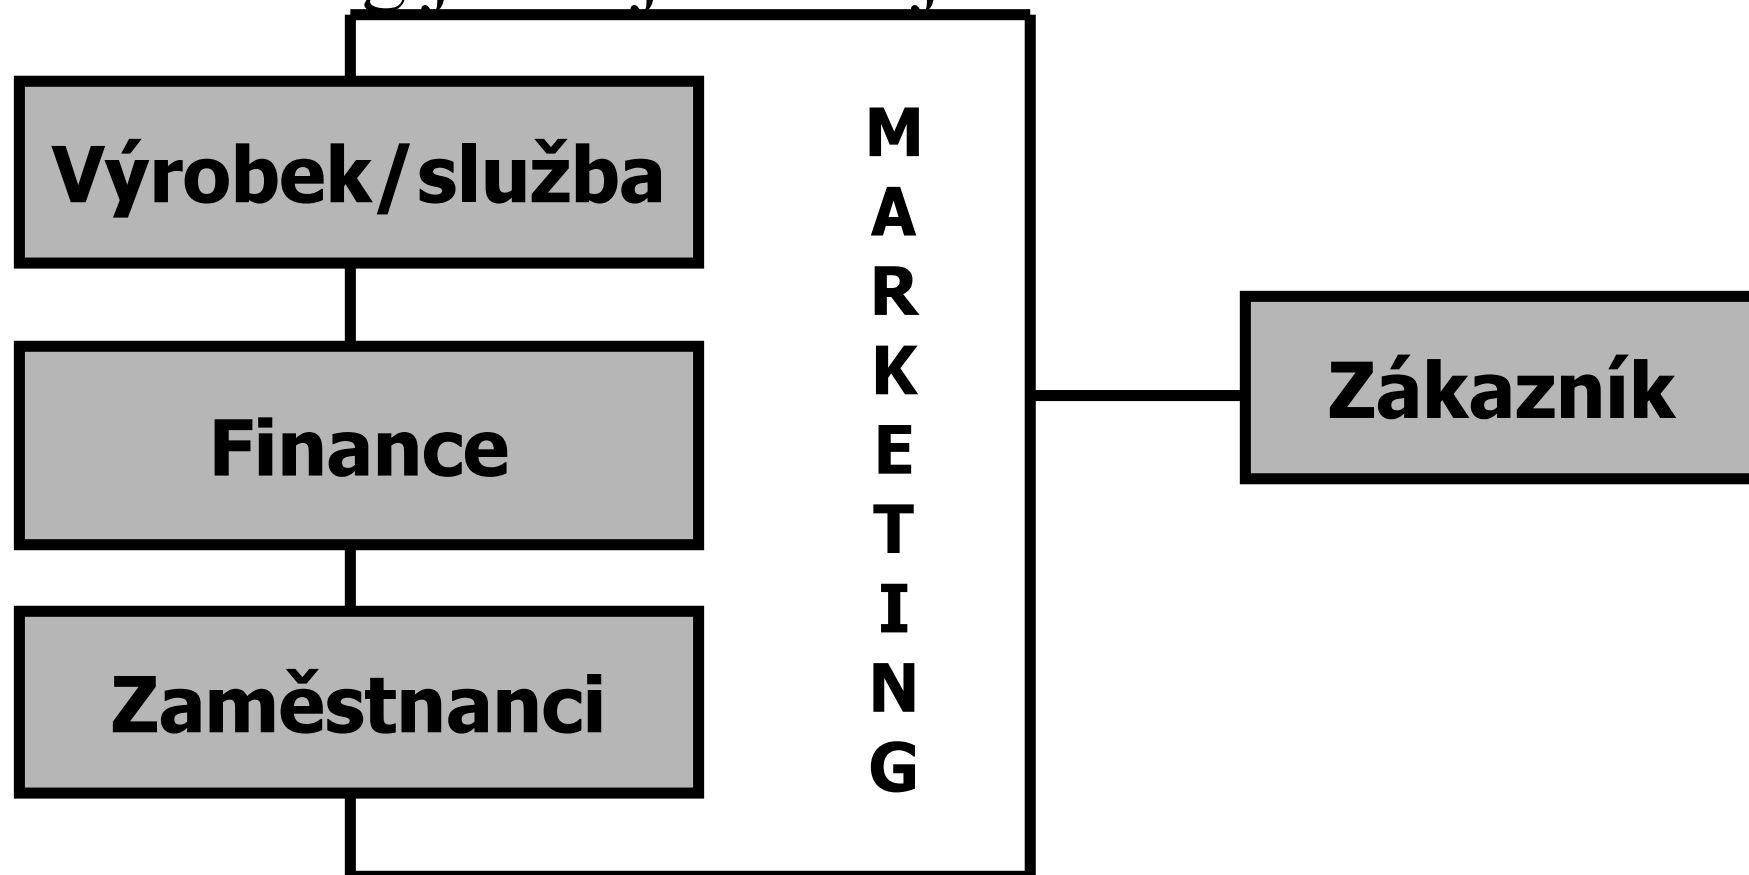 Výrobek/služba
Finance
Zaměstnanci
M
A
R
K
E
T
I
N
G
Zákazník